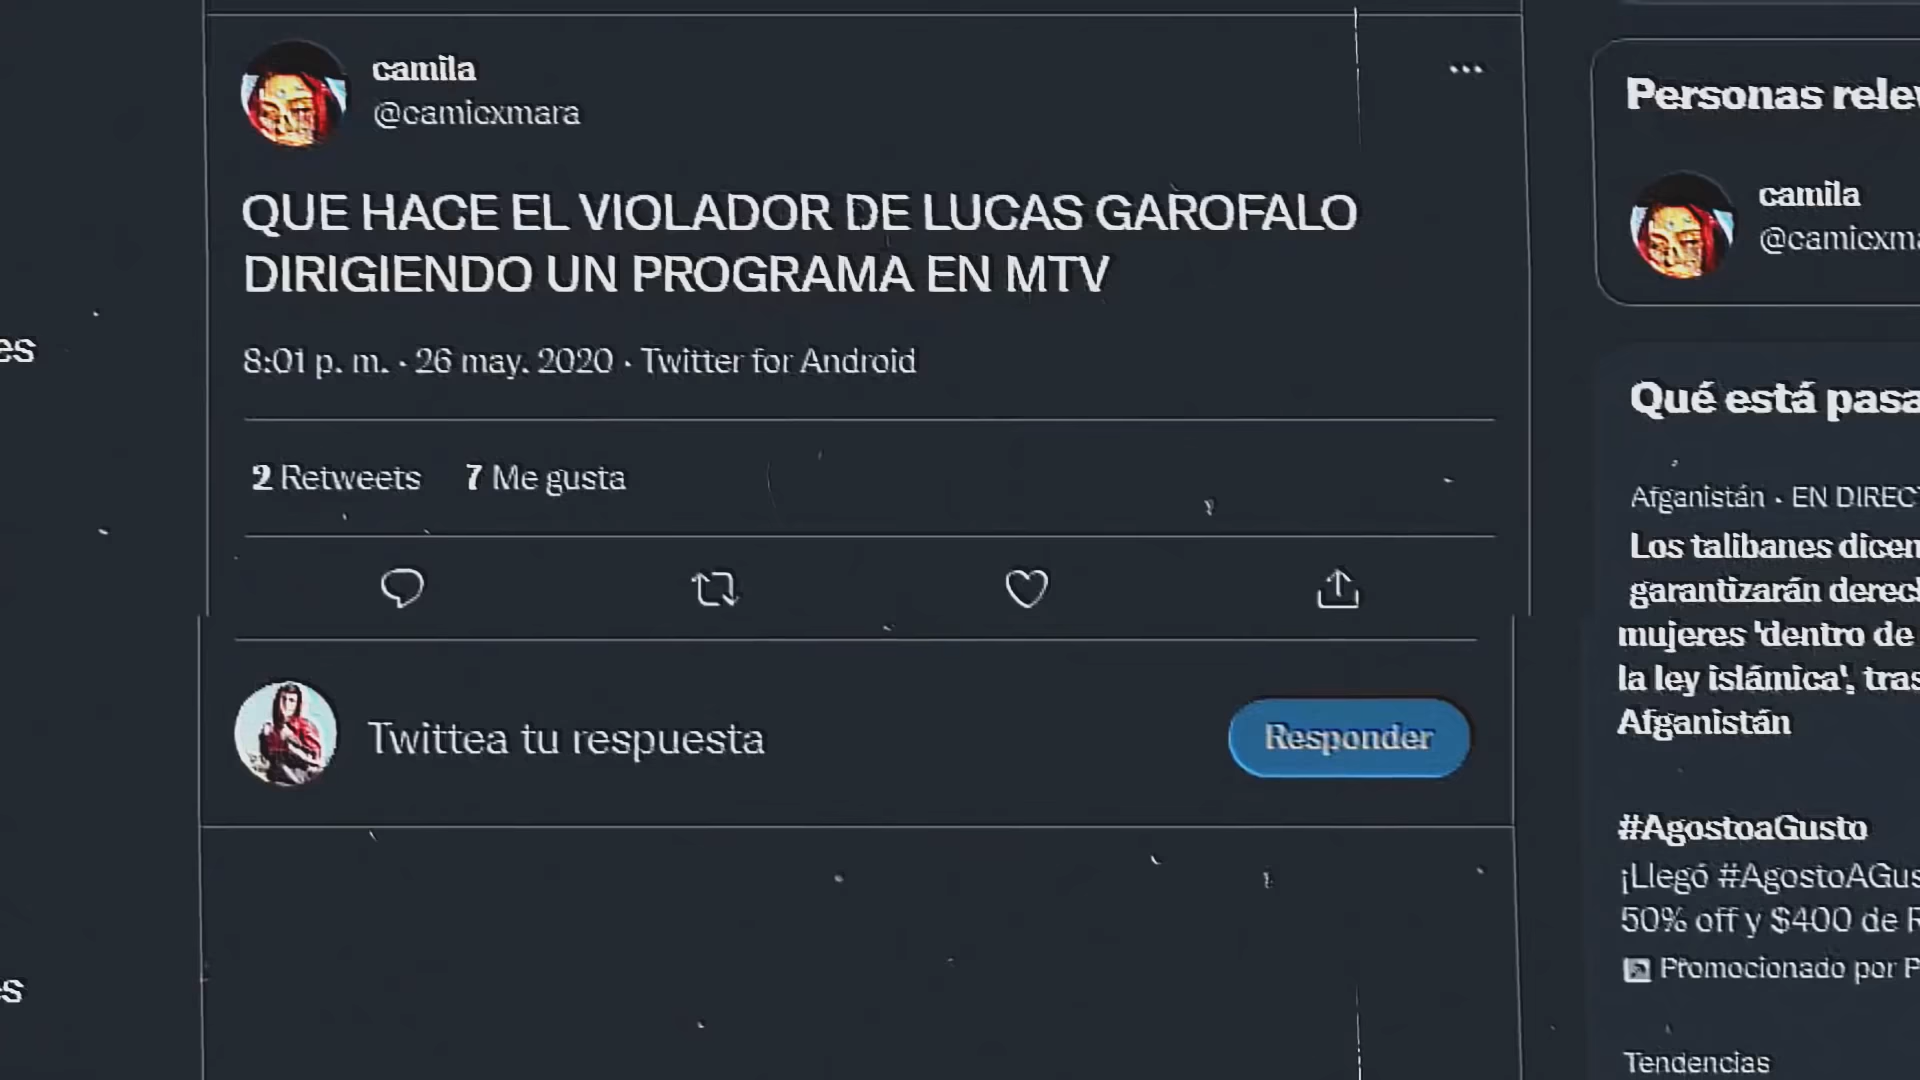 camila
@camicxmara
QUE HACE EL VIOLADOR DE LUCAS GAROFALO
DIRIGIENDO UN PROGRAMA EN MTV
8:01 p. m. · 26 may. 2020 · Twitter for Android
2 Retweets 7 Me gusta
Twittea tu respuesta
Responder
es
es
Personas relev
camila
@camicxma
Qué está pasa
Afganistán · EN DIRECT
Los talibanes dicen
garantizarán derech
mujeres 'dentro de
la ley islámica', tras
Afganistán
#AgostoaGusto
¡Llegó #AgostoAGus
50% off y $400 de R
Promocionado por P
Tendencias